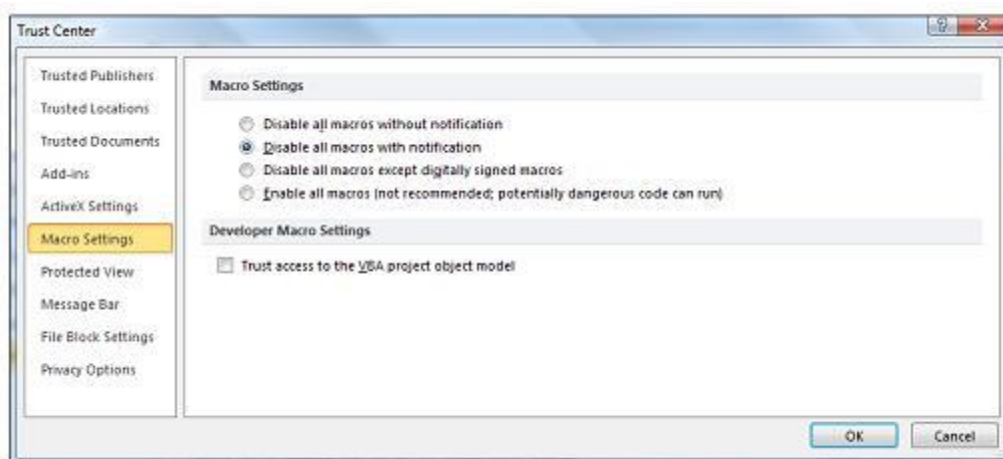 Trust Center
Trusted Publishers
Trusted Locations
Trusted Documents
Add-ins
ActiveX Settings
Macro Settings
Protected View
Message Bar
File Block Settings
Privacy Options
Macro Settings
Disable all macros without notification
Disable all macros with notification
Disable all macros except digitally signed macros
Enable all macros (not recommended; potentially dangerous code can run)
Developer Macro Settings
Trust access to the VBA project object model
OK
Cancel